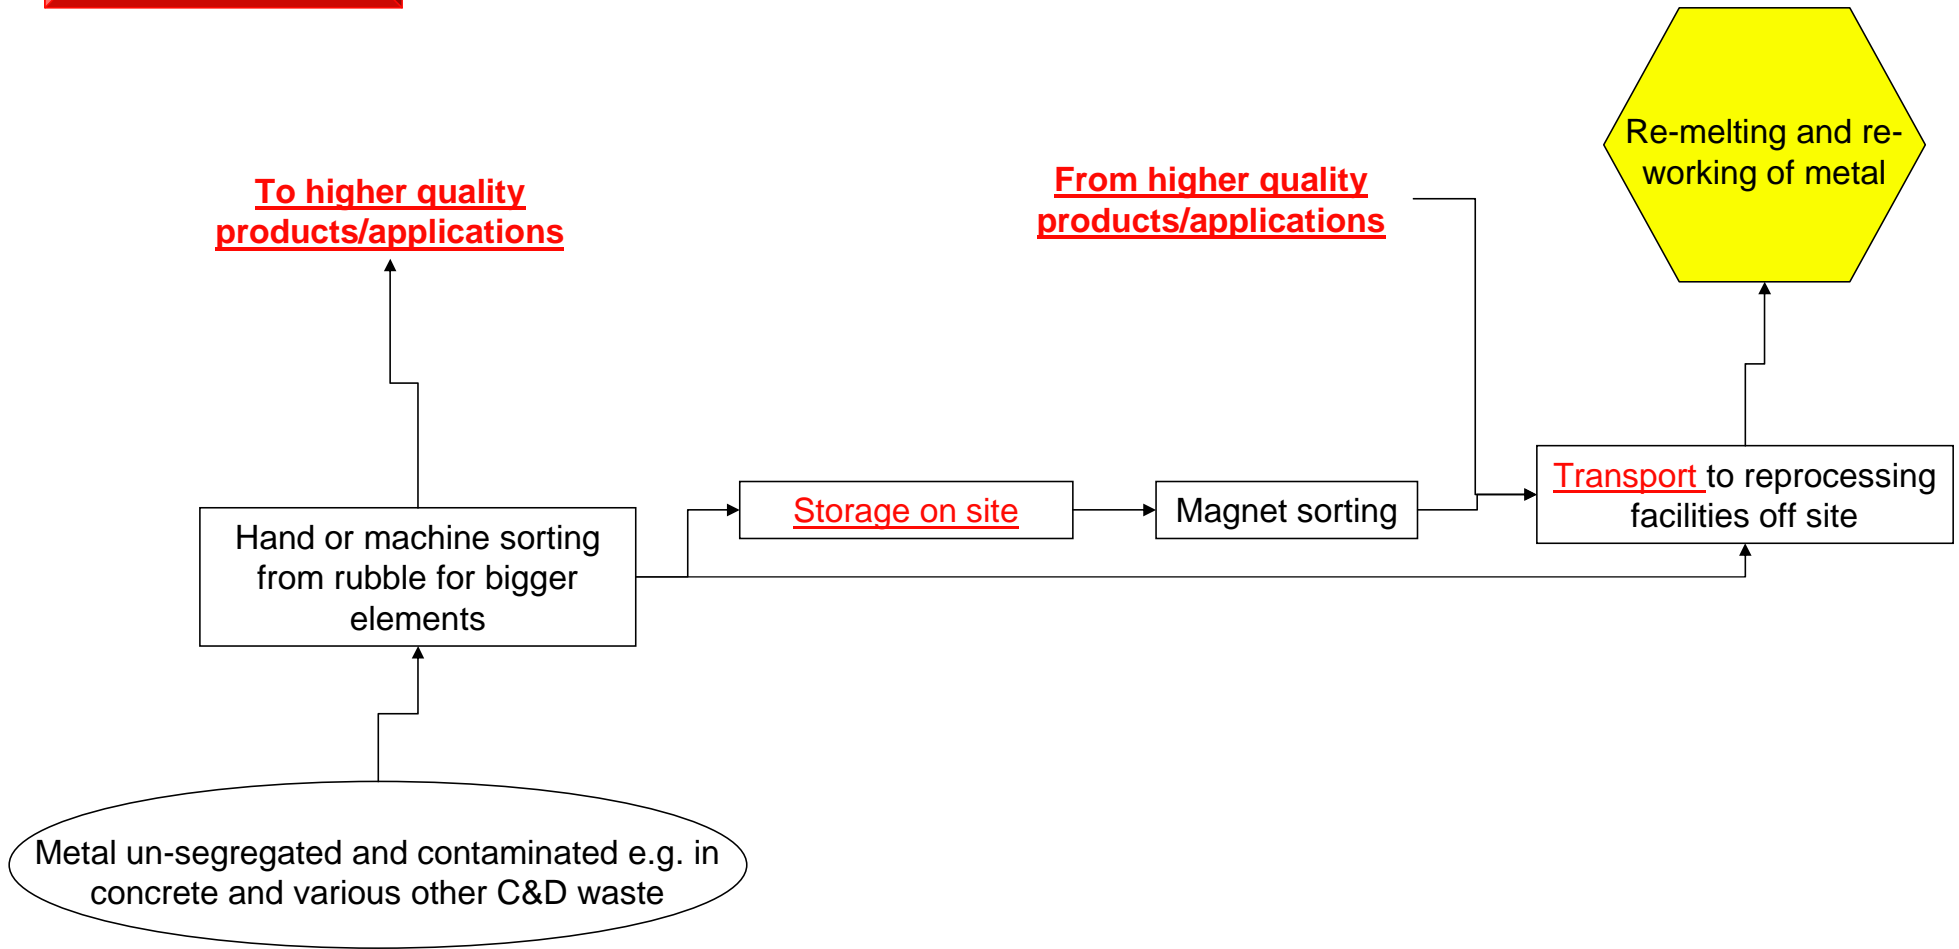 Re-melting and re-
working of metal
To higher quality
products/applications
From higher quality
products/applications
Transport to reprocessing
facilities off site
Storage on site
Magnet sorting
Hand or machine sorting
from rubble for bigger
elements
Metal un-segregated and contaminated e.g. in
concrete and various other C&D waste